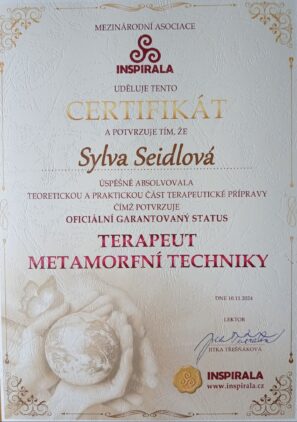 MEZINÁRODNÍ ASOCIACE
INSPIRALA
UDĚLUJE TENTO
CERTIFIKÁT
A POTVRZUJE TÍM, ŽE
Sylva Seidlová
ÚSPĚŠNĚ ABSOLVOVALA
TEORETICKOU A PRAKTICKOU ČÁST TERAPEUTICKÉ PŘÍPRAVY
ČÍMŽ POTVRZUJE
OFICIÁLNÍ GARANTOVANÝ STATUS
TERAPEUT
METAMORFNÍ TECHNIKY
DNE 10.11.2024
LEKTOR
JITKA TŘEŠŇÁKOVÁ
INSPIRALA
www.inspirala.cz